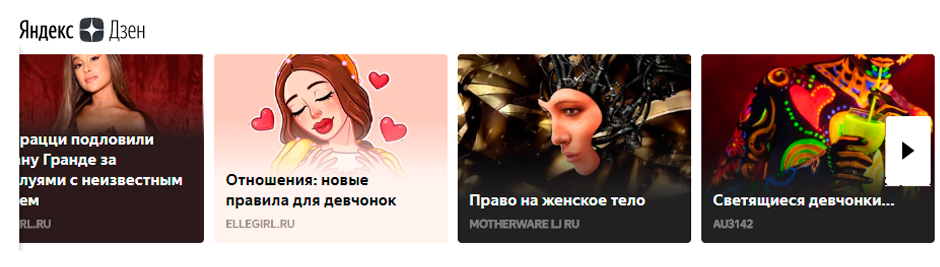 Яндекс Дзен
рацци подловили
ну Гранде за
луями с неизвестным
ем
RL.RU
Отношения: новые
правила для девчонок
ELLEGIRL.RU
Право на женское тело
MOTHERWARE LJ RU
Светящиеся девчонки...
AU3142